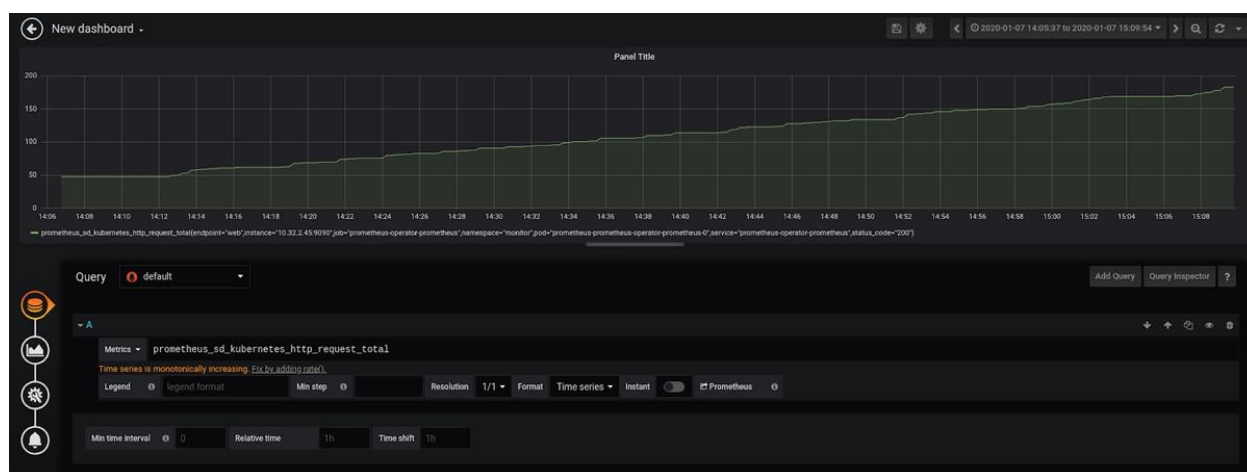 New dashboard
2020-01-07 14:05:37 to 2020-01-07 15:09:54
Panel Title
200
150
100
50
0
14:06 14:08 14:10 14:12 14:14 14:16 14:18 14:20 14:22 14:24 14:26 14:28 14:30 14:32 14:34 14:36 14:38 14:40 14:42 14:44 14:46 14:48 14:50 14:52 14:54 14:56 14:58 15:00 15:02 15:04 15:06 15:08
prometheus_sd_kubernetes_http_request_total{endpoint="web",instance="10.32.2.45:9090",job="prometheus-operator-prometheus",namespace="monitor",pod="prometheus-prometheus-operator-prometheus-0",service="prometheus-operator-prometheus",status_code="200"}
Query default Add Query Query Inspector ?
A
Metrics prometheus_sd_kubernetes_http_request_total
Time series is monotonically increasing. Fix by adding rate().
Legend legend format Min step Resolution 1/1 Format Time series Instant Prometheus
Min time interval 0 Relative time 1h Time shift 1h